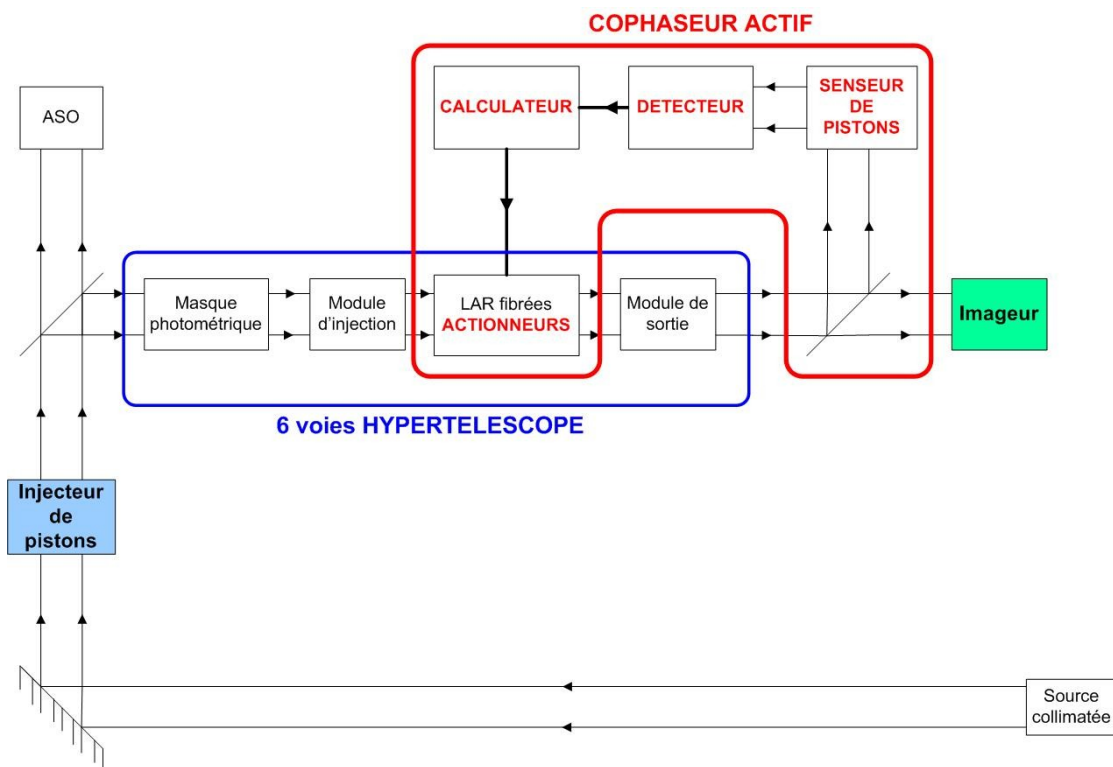 COPHASEUR ACTIF
ASO
CALCULATEUR
DETECTEUR
SENSEUR
DE
PISTONS
Masque
photométrique
Module
d'injection
LAR fibrées
ACTIONNEURS
Module de
sortie
Imageur
6 voies HYPERTELESCOPE
Injecteur
de
pistons
Source
collimatée